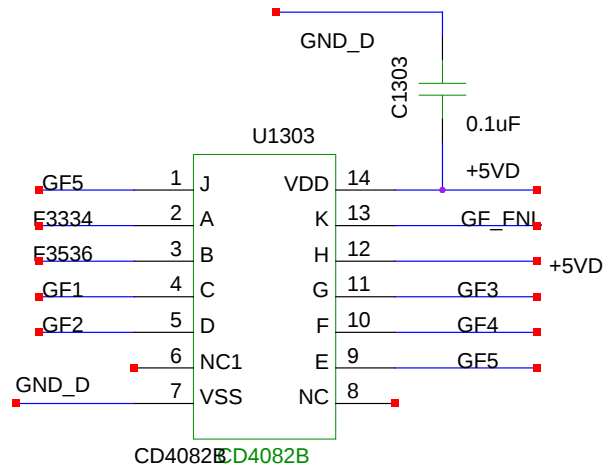 GND_D
C1303
0.1uF
U1303
+5VD
GF5 1 J VDD 14
F3334 2 A K 13 GF_FNL
F3536 3 B H 12 +5VD
GF1 4 C G 11 GF3
GF2 5 D F 10 GF4
6 NC1 E 9 GF5
GND_D 7 VSS NC 8
CD4082B CD4082B